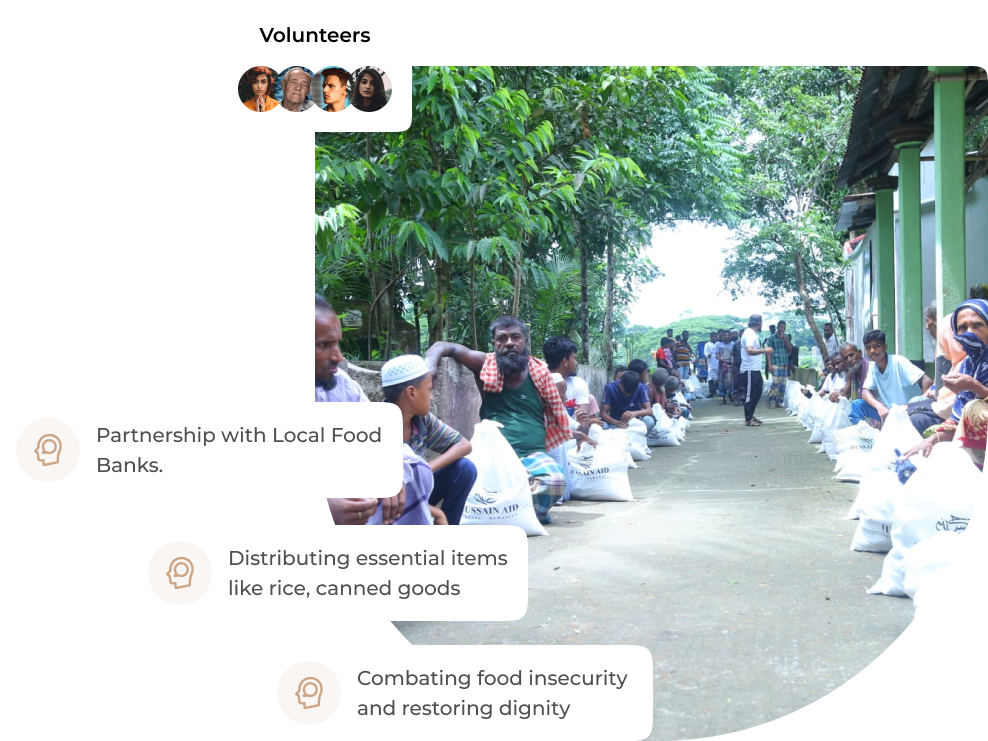 Volunteers
Partnership with Local Food
Banks.
Distributing essential items
like rice, canned goods
Combating food insecurity
and restoring dignity
HUSSAIN AID
USSAIN AID